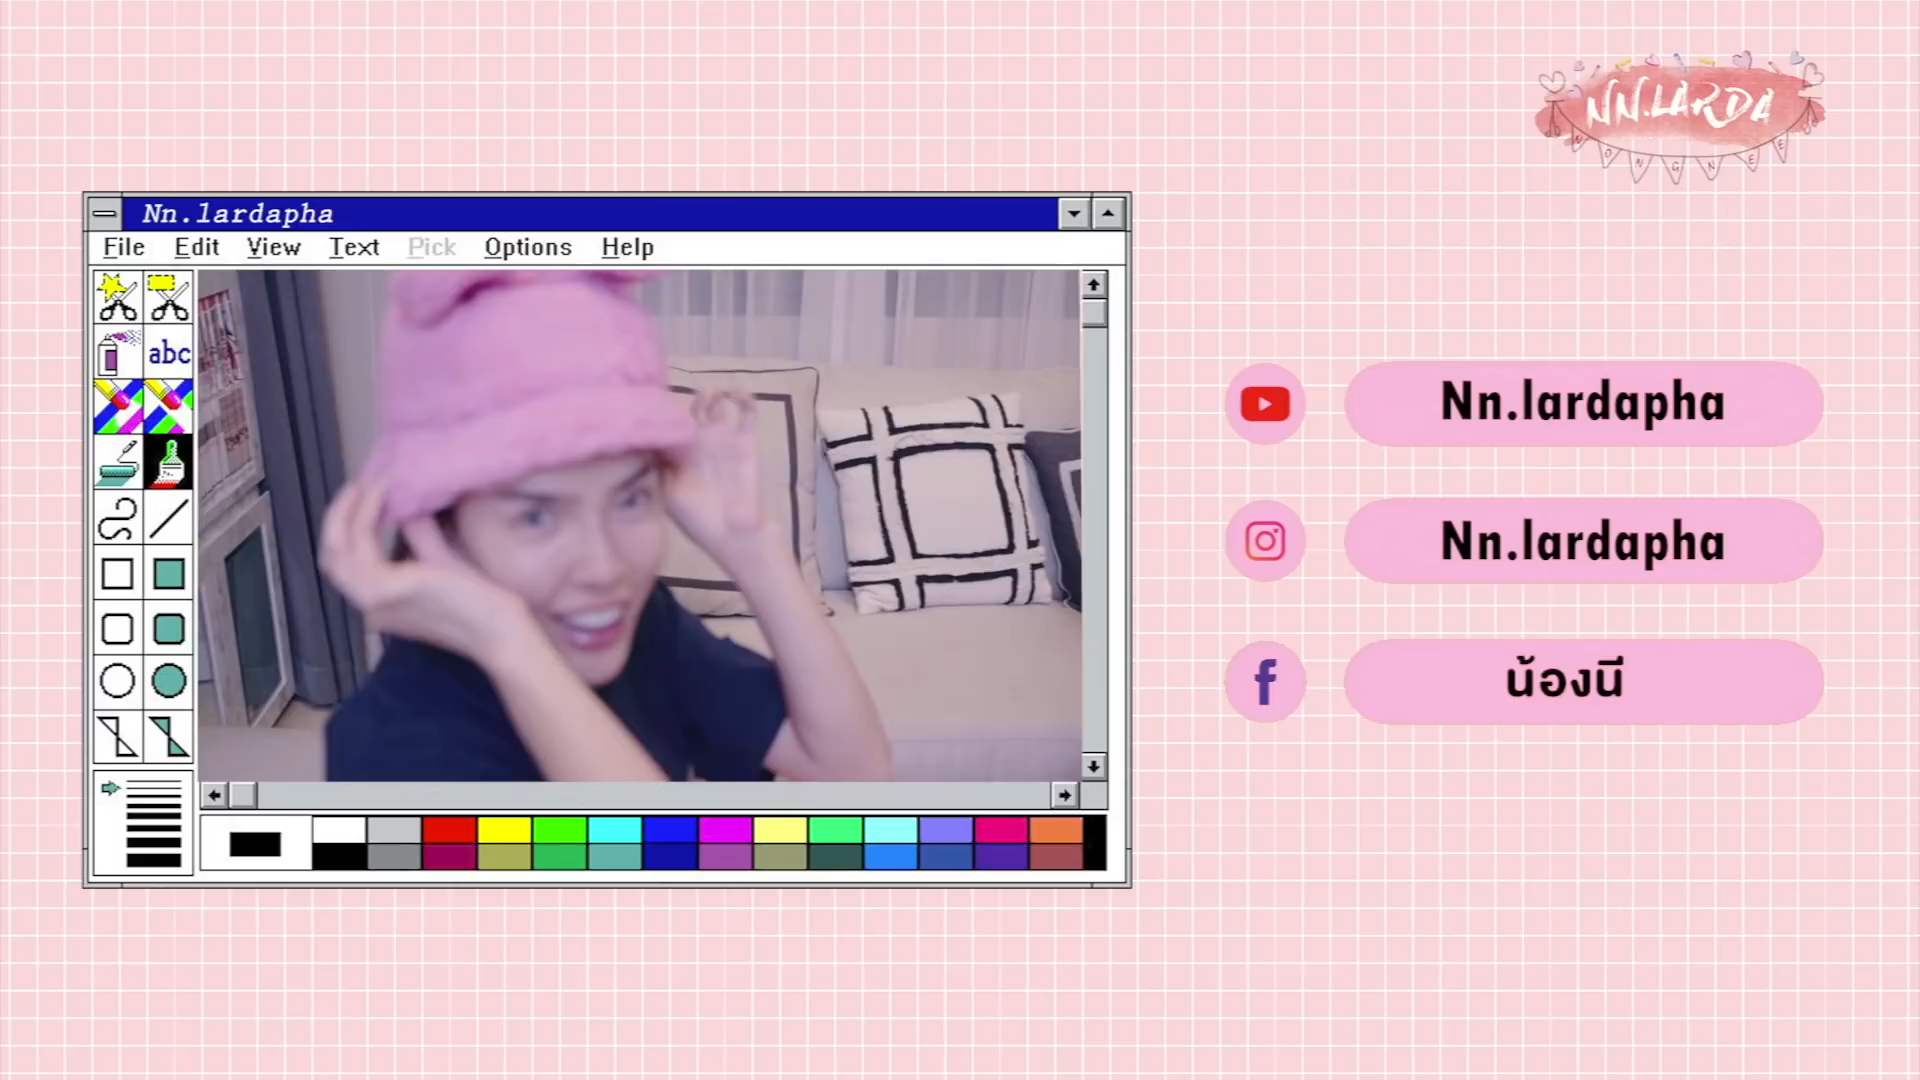 NN.LARDA
NONGNEE
Nn.lardapha
File Edit View Text Pick Options Help
abc
Nn.lardapha
Nn.lardapha
น้องนี